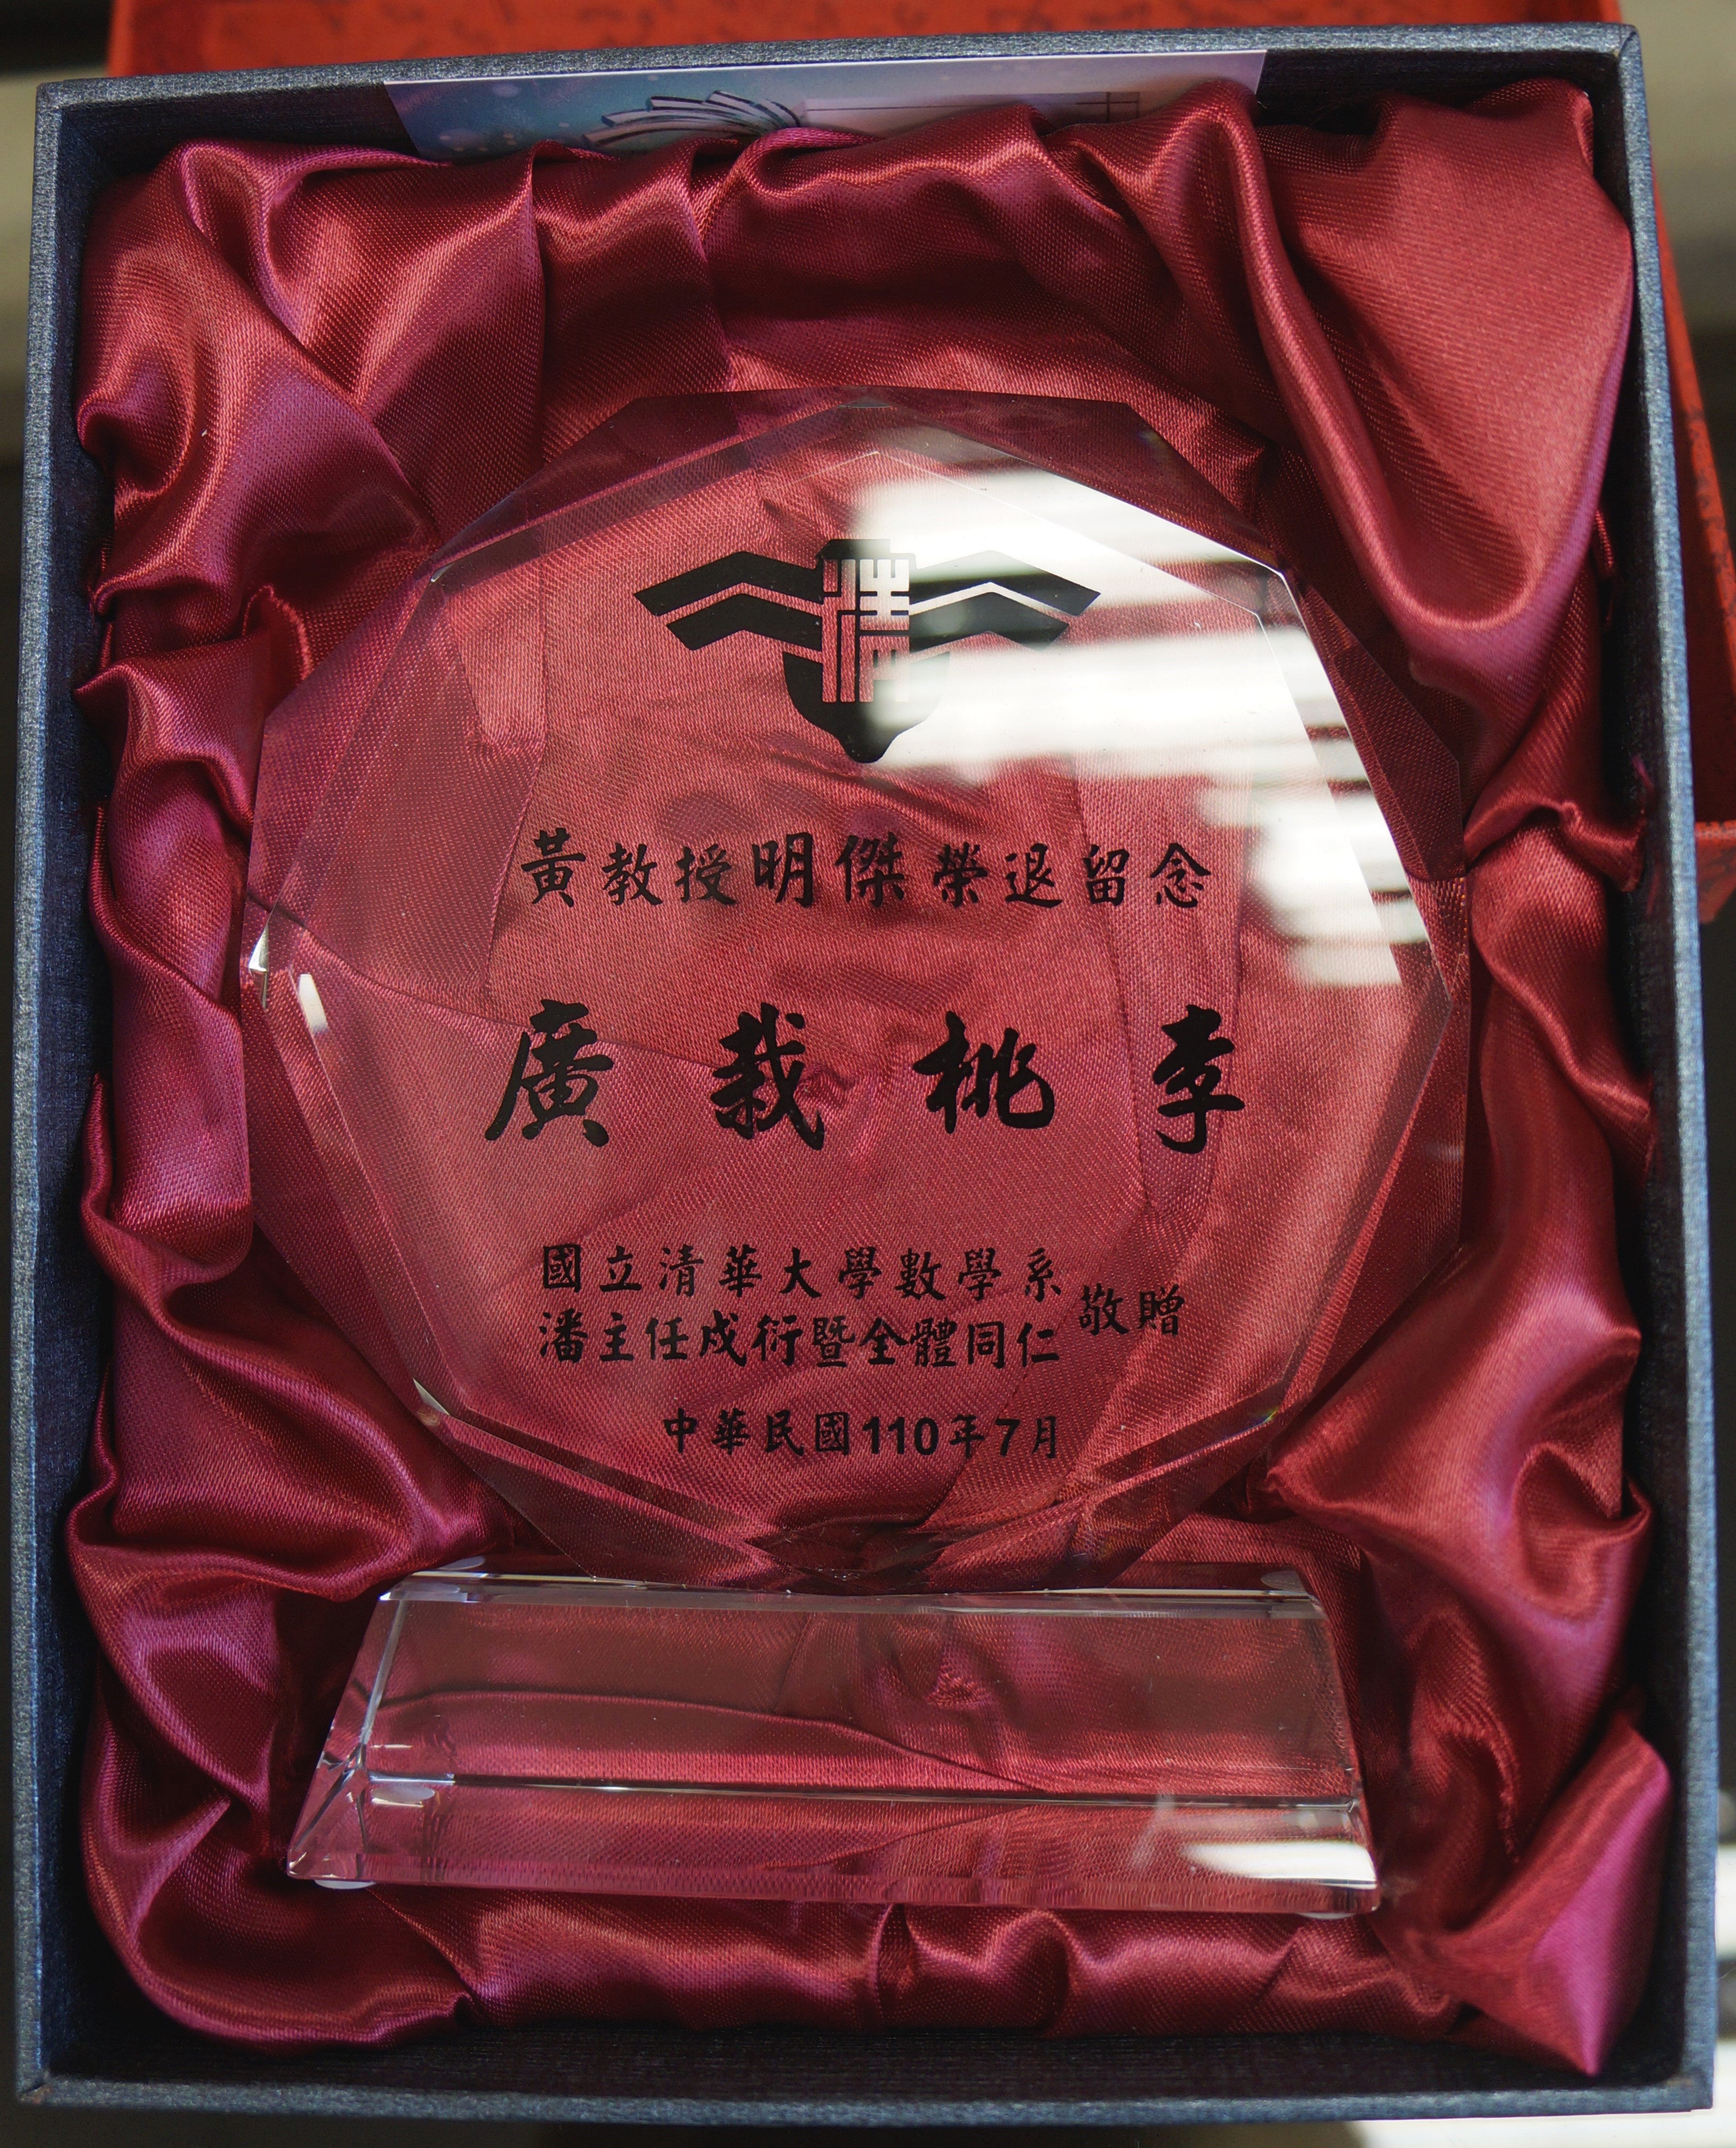 清
黃教授明傑榮退留念
廣栽桃李
國立清華大學數學系
潘主任戍衍暨全體同仁
敬贈
中華民國110年7月